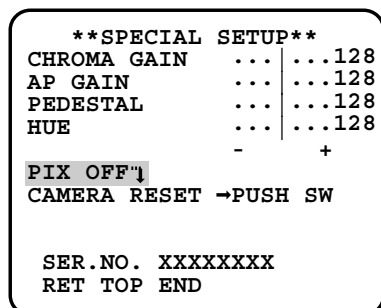 **SPECIAL SETUP**
CHROMA GAIN ...|...128
AP GAIN ...|...128
PEDESTAL ...|...128
HUE ...|...128
- +
PIX OFF"↓
CAMERA RESET →PUSH SW
SER.NO. XXXXXXXX
RET TOP END